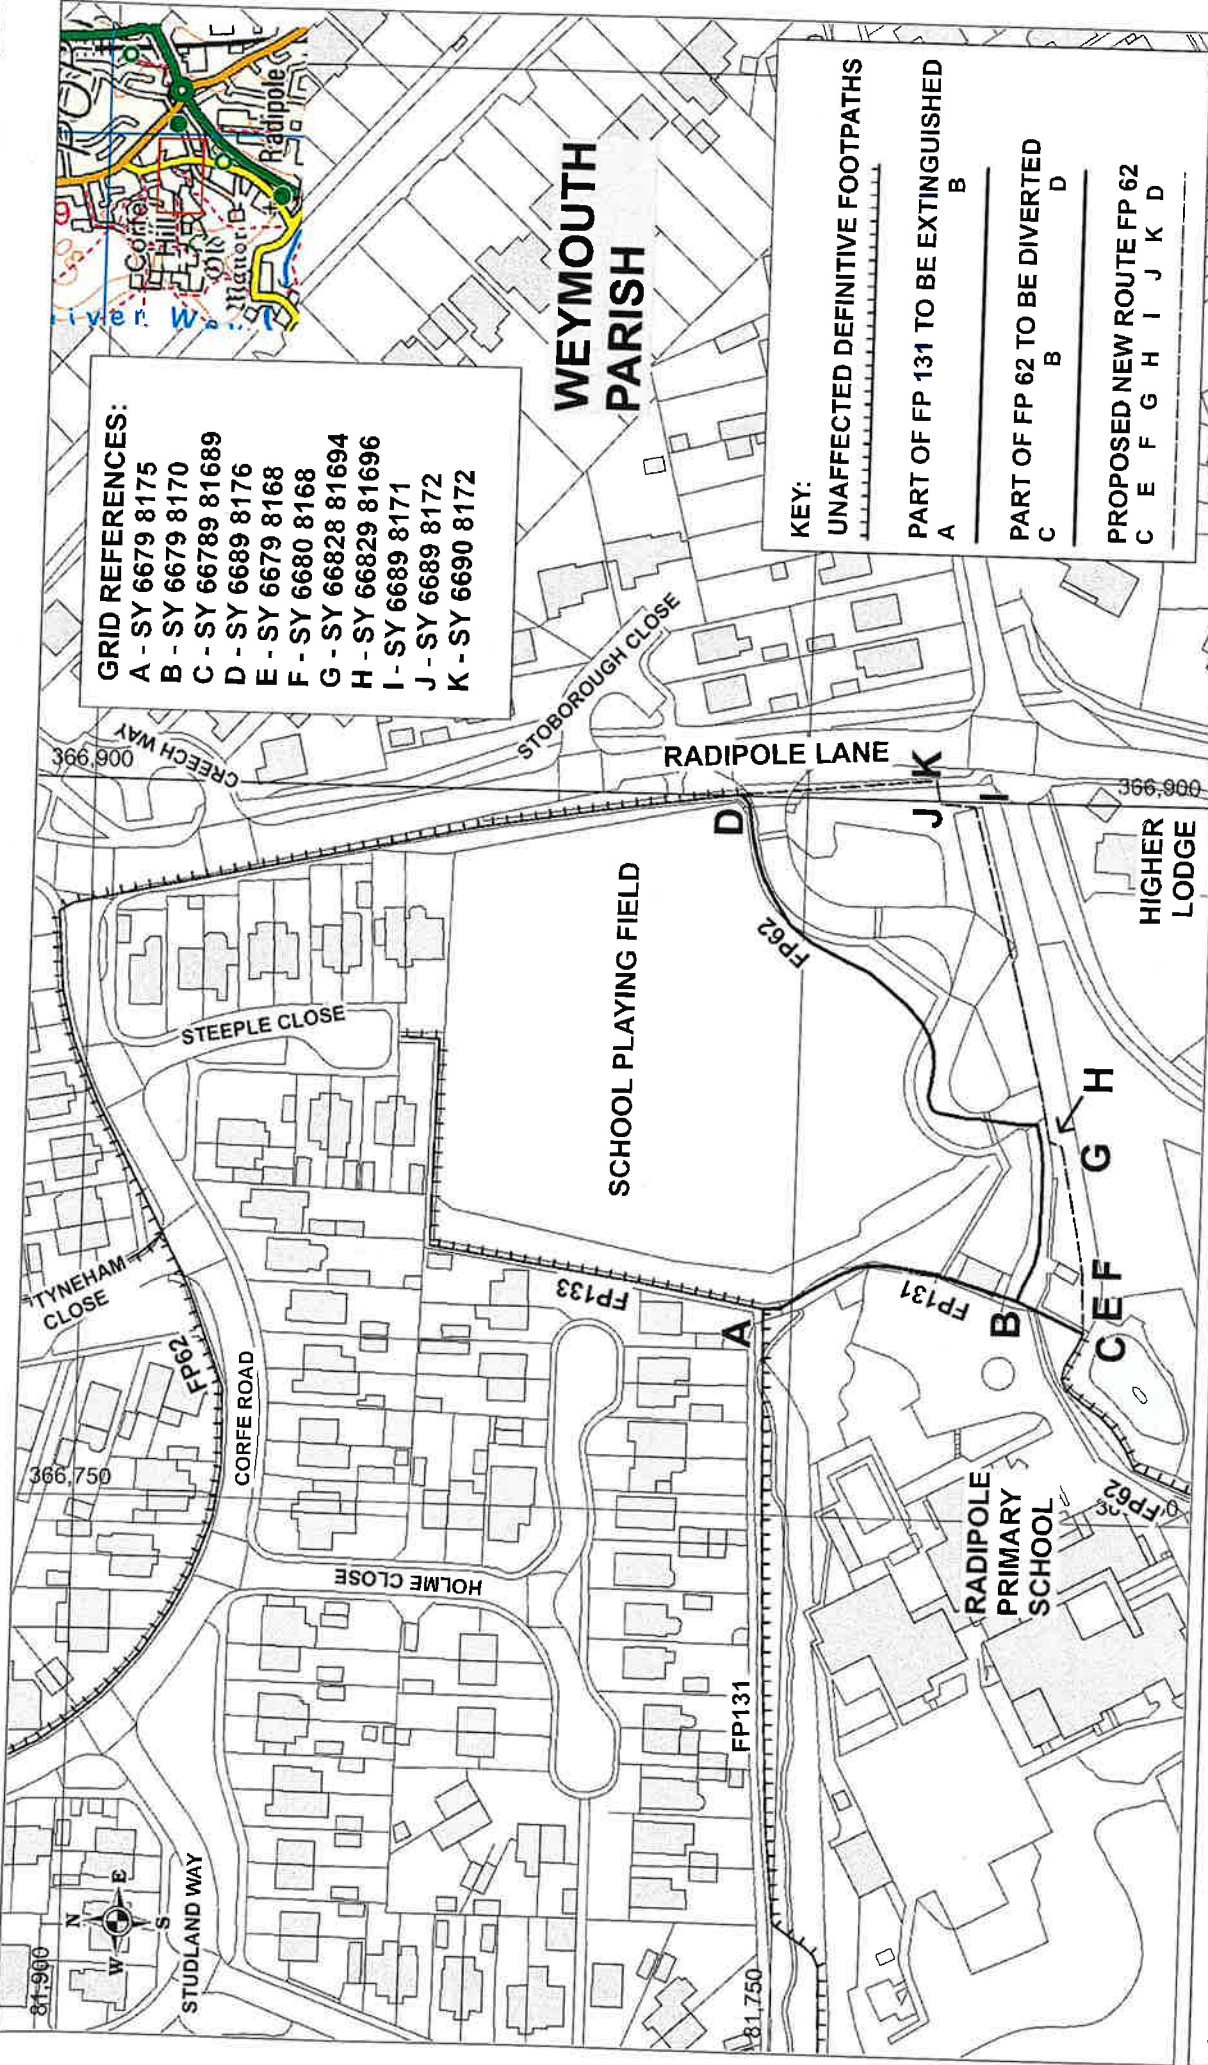 GRID REFERENCES:
A - SY 6679 8175
B - SY 6679 8170
C - SY 66789 81689
D - SY 6689 8176
E - SY 6679 8168
F - SY 6680 8168
G - SY 66828 81694
H - SY 66829 81696
I - SY 6689 8171
J - SY 6689 8172
K - SY 6690 8172
WEYMOUTH
PARISH
KEY:
UNAFFECTED DEFINITIVE FOOTPATHS
PART OF FP 131 TO BE EXTINGUISHED
A B
PART OF FP 62 TO BE DIVERTED
C B D
PROPOSED NEW ROUTE FP 62
C E F G H I J K D
Radipole
Corfe
Hill
Manor
9
81,900
N
W E
S
STUDLAND WAY
366,750
TYNEHAM
CLOSE
FP62
CORFE ROAD
HOLME CLOSE
STEEPLE CLOSE
366,900
CREECH WAY
STOBOROUGH CLOSE
RADIPOLE LANE
SCHOOL PLAYING FIELD
FP133
81,750
FP131
A
FP131
B
D
FP62
C E F
G
H
I
J
K
366,900
HIGHER
LODGE
RADIPOLE
PRIMARY
SCHOOL
FP62